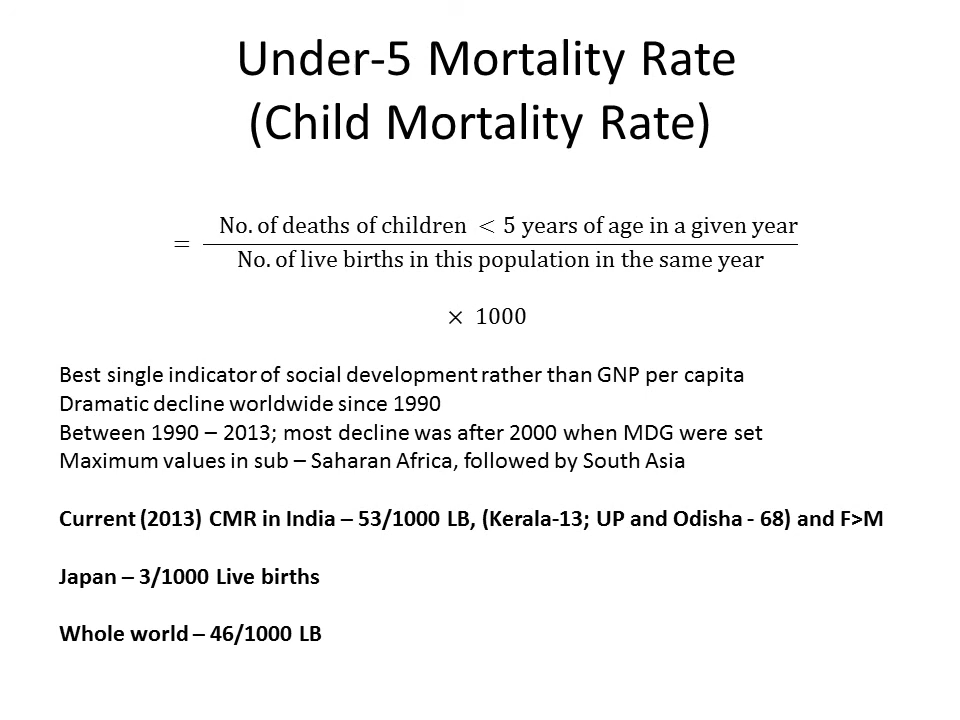 Under-5 Mortality Rate
(Child Mortality Rate)
= No. of deaths of children < 5 years of age in a given year
No. of live births in this population in the same year
× 1000
Best single indicator of social development rather than GNP per capita
Dramatic decline worldwide since 1990
Between 1990 – 2013; most decline was after 2000 when MDG were set
Maximum values in sub – Saharan Africa, followed by South Asia
Current (2013) CMR in India – 53/1000 LB, (Kerala-13; UP and Odisha - 68) and F>M
Japan – 3/1000 Live births
Whole world – 46/1000 LB